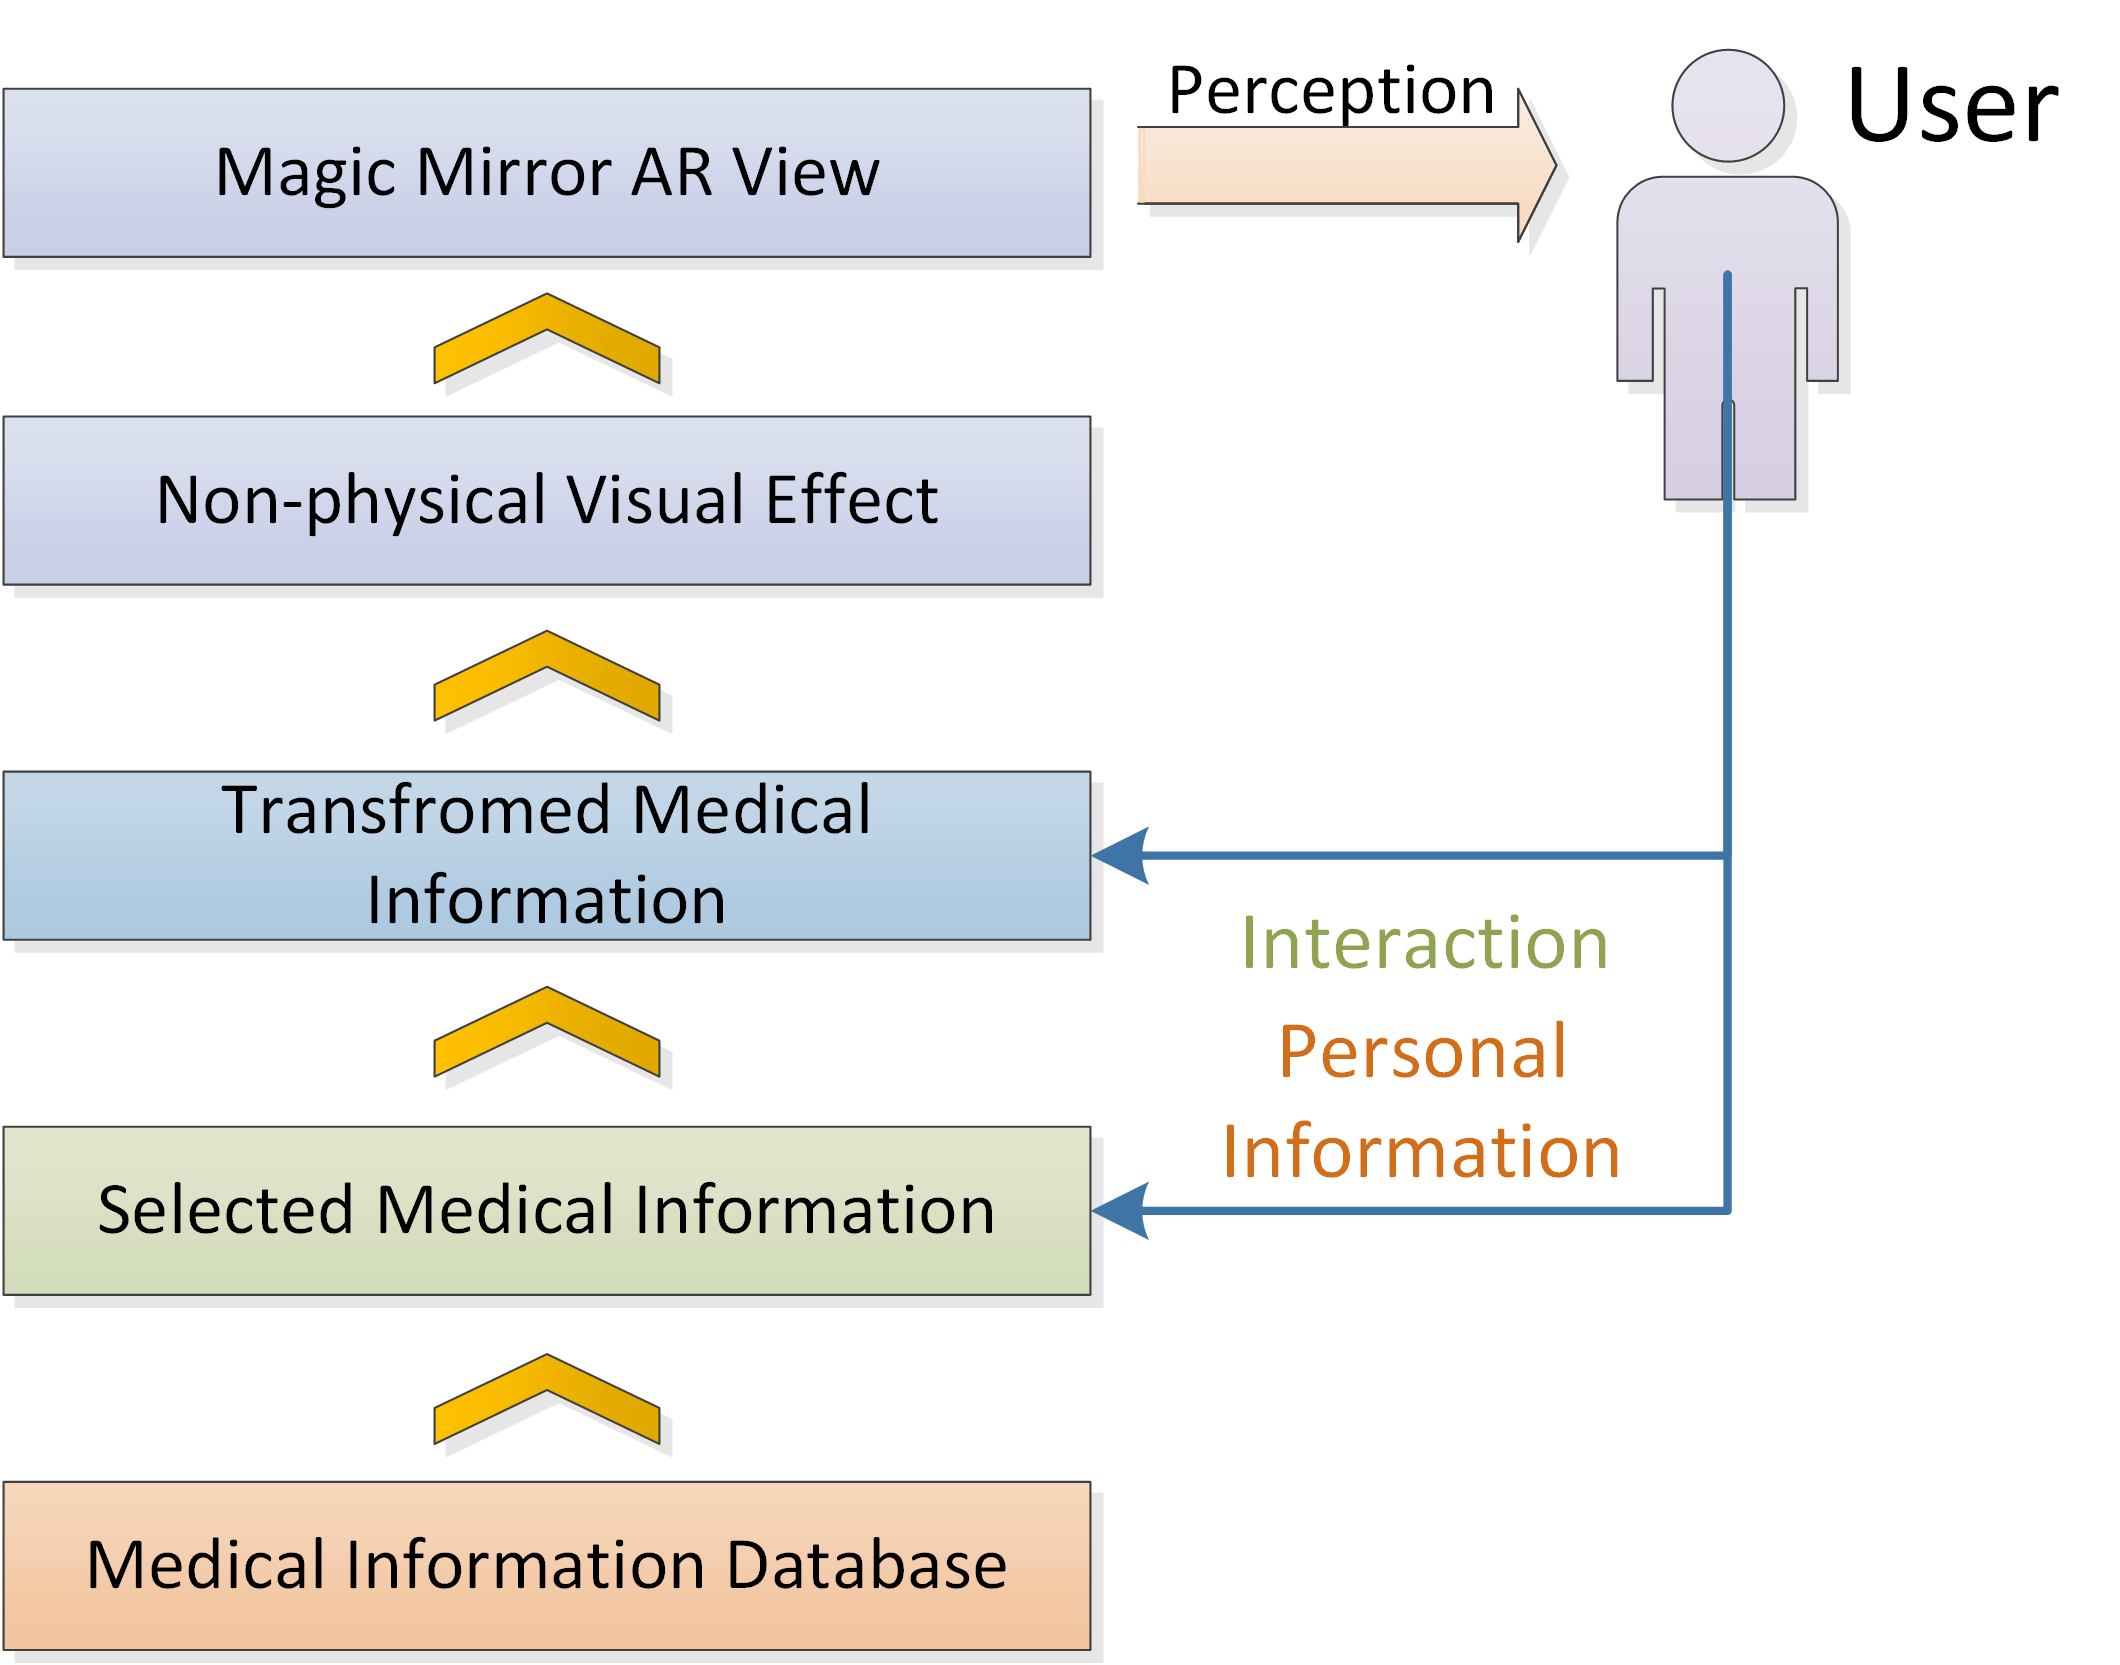 Perception
User
Magic Mirror AR View
Non-physical Visual Effect
Transfromed Medical
Information
Interaction
Personal
Information
Selected Medical Information
Medical Information Database